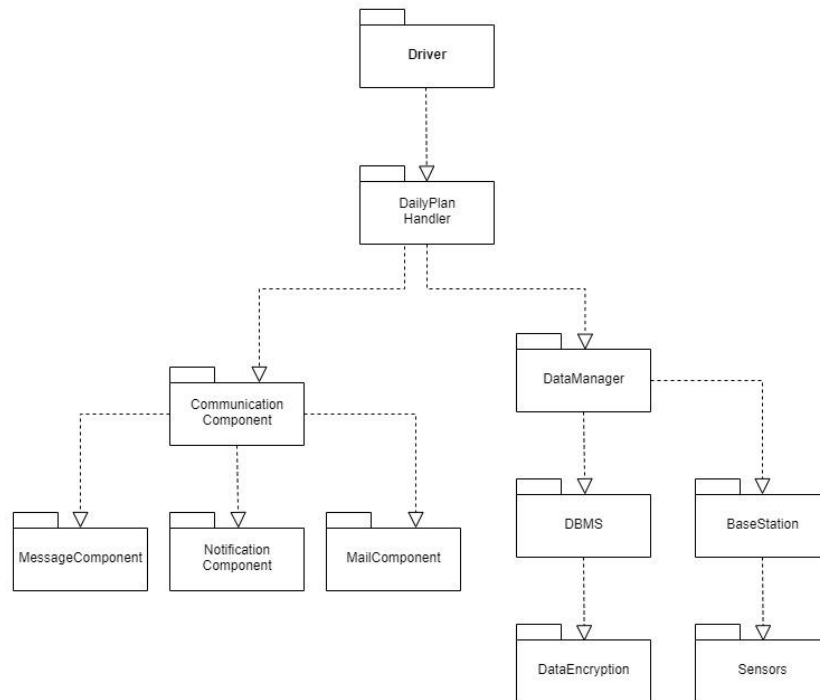 Driver
DailyPlan
Handler
DataManager
Communication
Component
DBMS
BaseStation
MessageComponent
Notification
Component
MailComponent
DataEncryption
Sensors